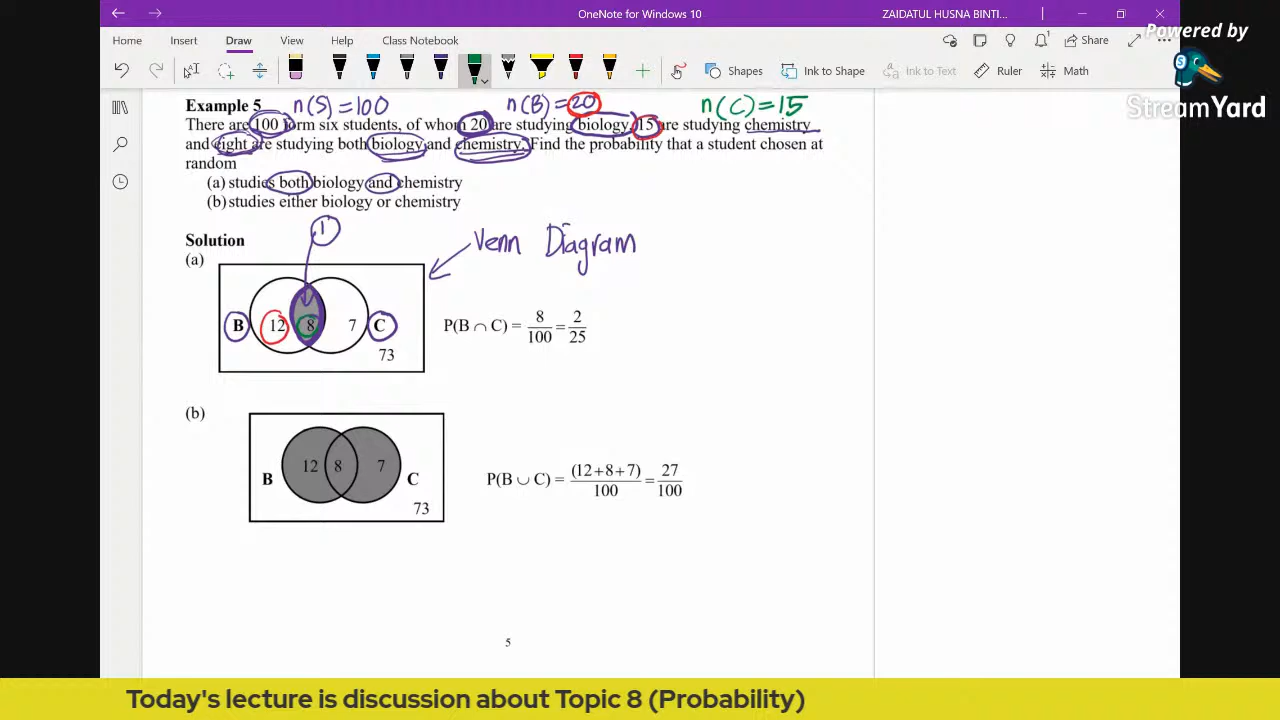 OneNote for Windows 10
ZAIDATUL HUSNA BINTI...
Powered by
StreamYard
Home Insert Draw View Help Class Notebook
Share
Shapes Ink to Shape Ink to Text Ruler Math
Example 5 n(S) = 100 n(B) = 20 n(C) = 15
There are 100 form six students, of whom 20 are studying biology, 15 are studying chemistry
and eight are studying both biology and chemistry. Find the probability that a student chosen at
random
(a) studies both biology and chemistry
(b) studies either biology or chemistry
1
Solution
Venn Diagram
(a)
B 12 8 7 C
73
P(B ∩ C) = 8/100 = 2/25
(b)
B 12 8 7 C
73
P(B ∪ C) = (12+8+7)/100 = 27/100
5
Today's lecture is discussion about Topic 8 (Probability)